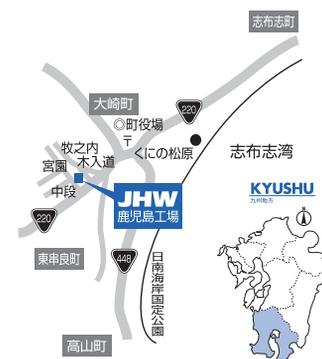 志布志町
220
大崎町
◎町役場
〒
くにの松原
牧之内
木入道
宮園
中段
志布志湾
JHW
鹿児島工場
KYUSHU
九州地方
N
220
東串良町
448
日南海岸国定公園
高山町